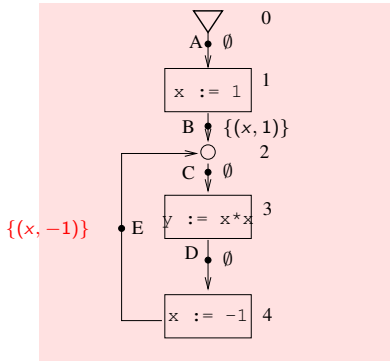 0
A ∅
1
x := 1
B {(x, 1)}
2
C ∅
3
y := x*x
{(x, −1)} E
D ∅
x := -1
4